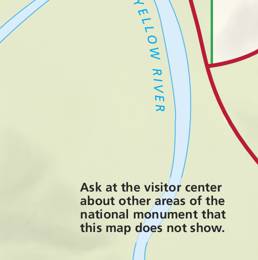 YELLOW RIVER
Ask at the visitor center
about other areas of the
national monument that
this map does not show.